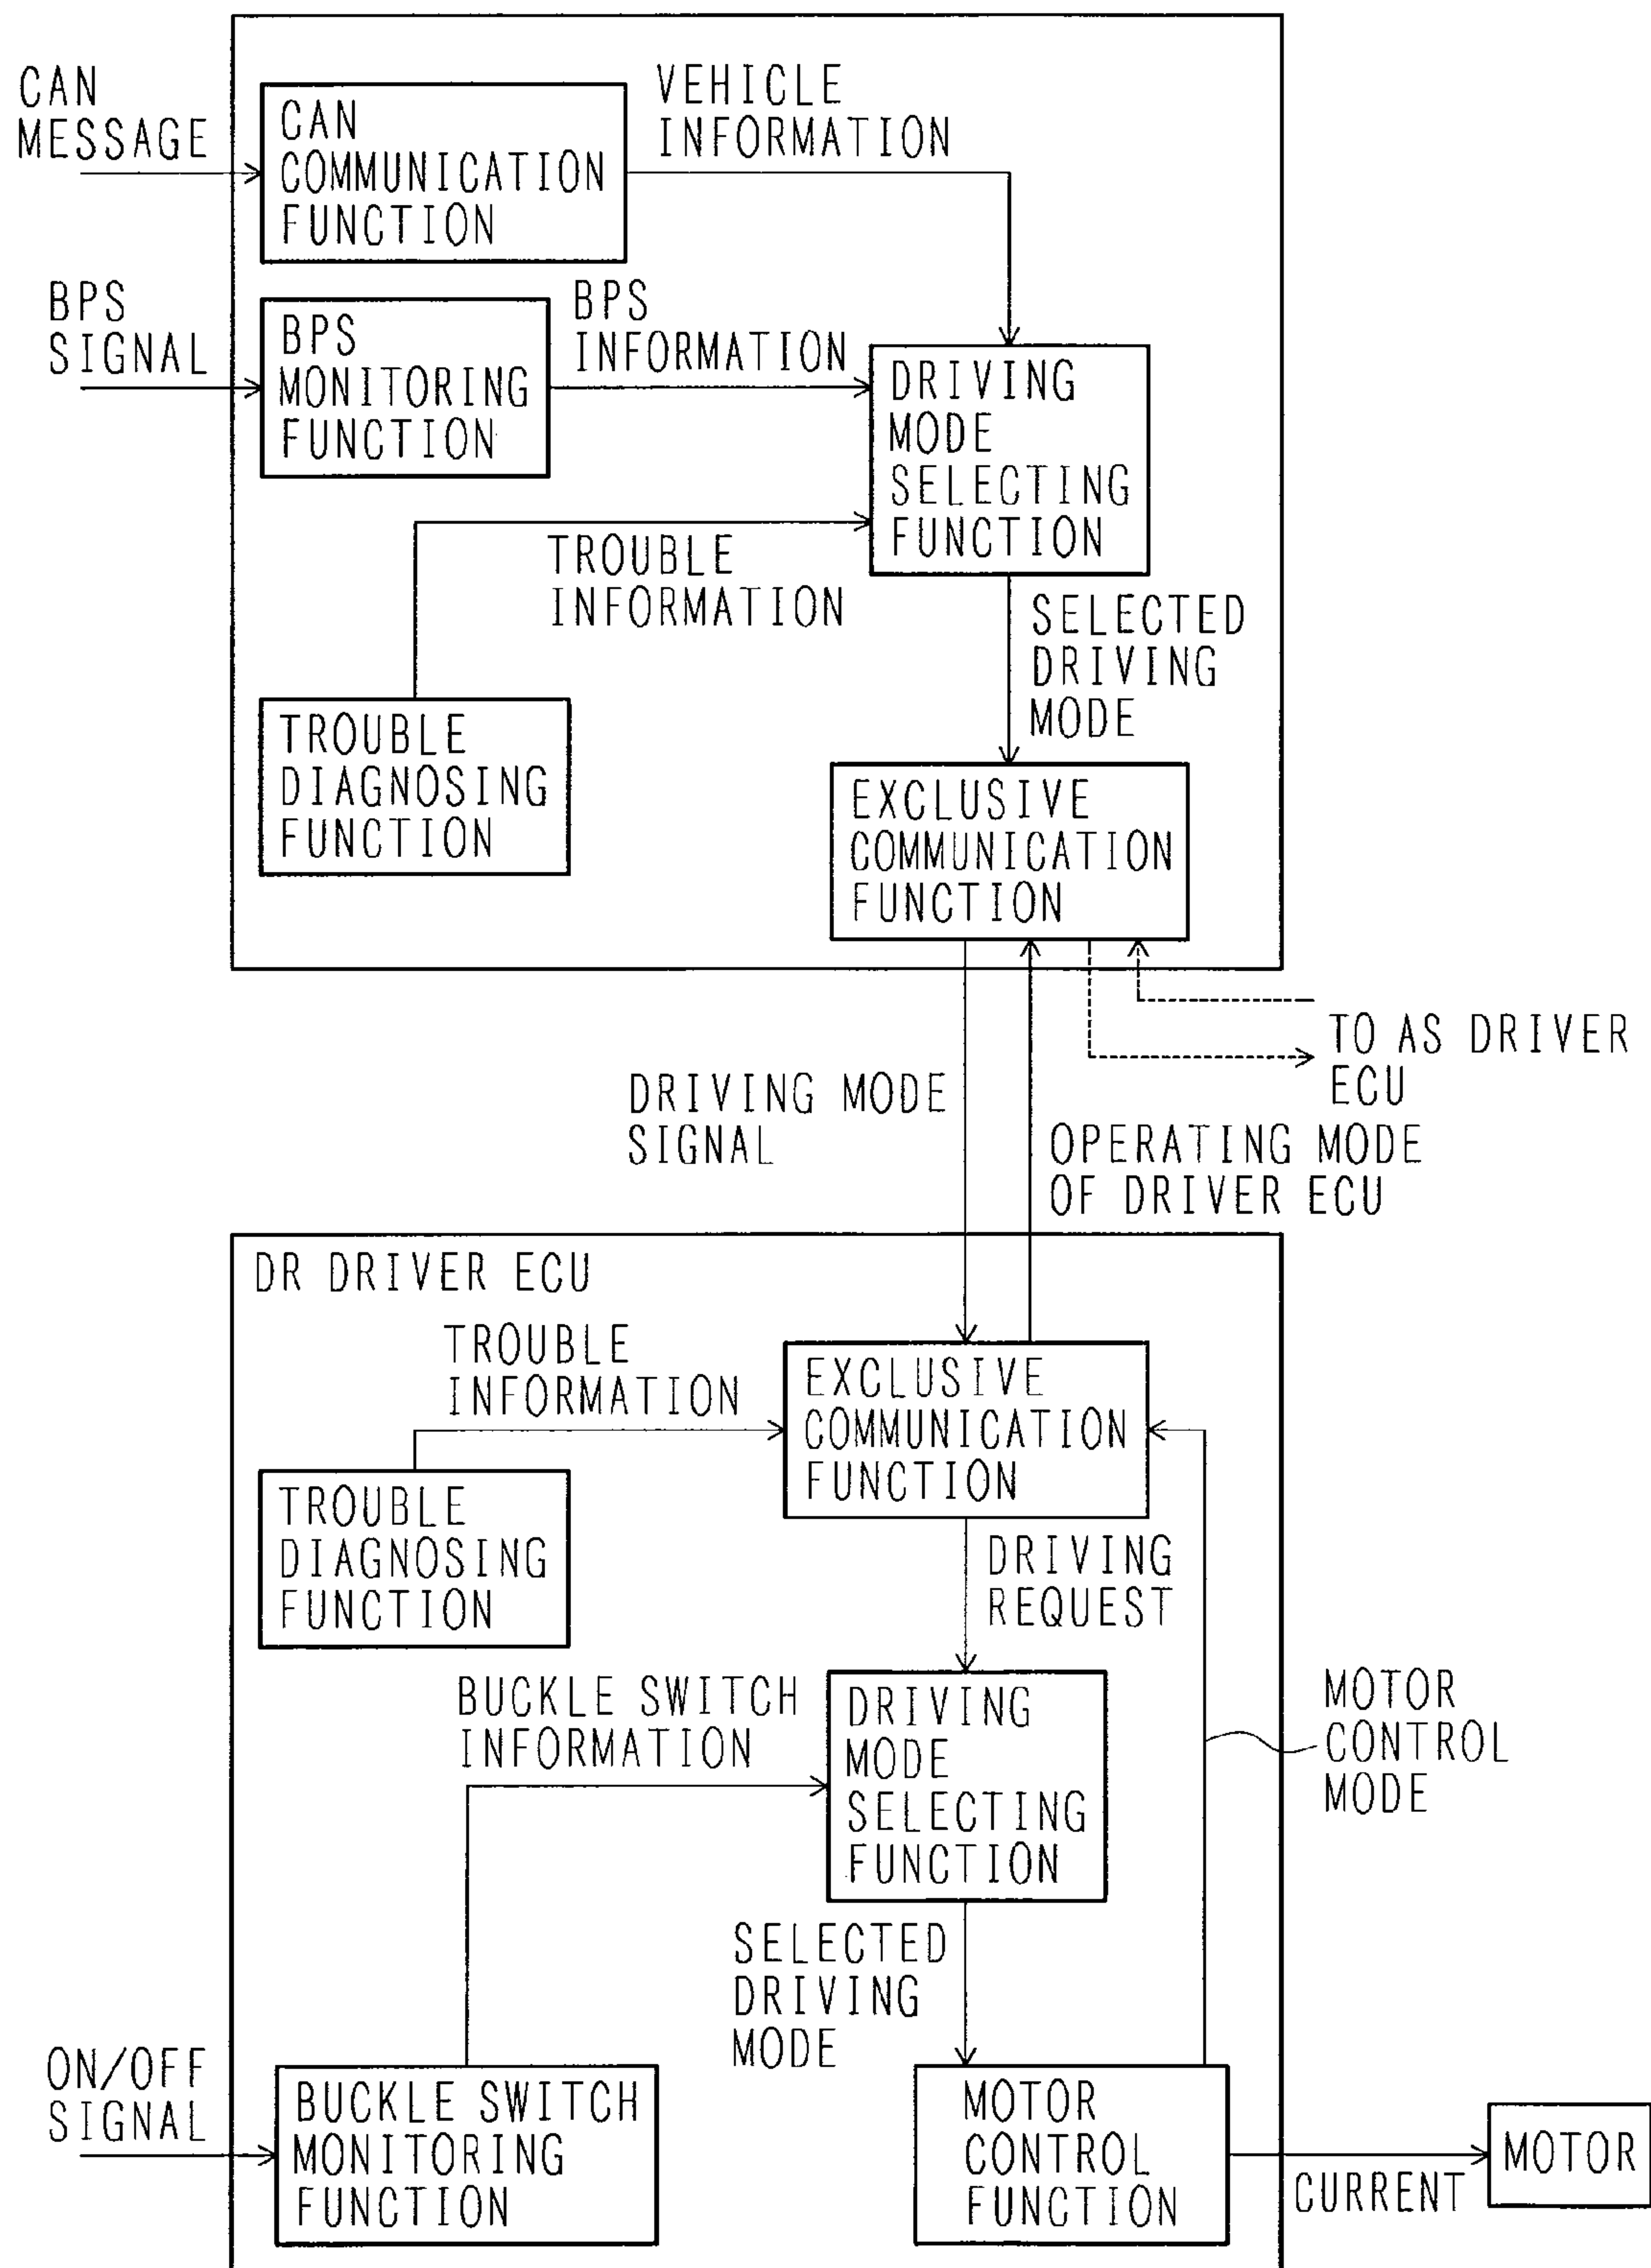 CAN
MESSAGE
CAN
COMMUNICATION
FUNCTION
VEHICLE
INFORMATION
BPS
SIGNAL
BPS
MONITORING
FUNCTION
BPS
INFORMATION
DRIVING
MODE
SELECTING
FUNCTION
TROUBLE
INFORMATION
SELECTED
DRIVING
MODE
TROUBLE
DIAGNOSING
FUNCTION
EXCLUSIVE
COMMUNICATION
FUNCTION
TO AS DRIVER
ECU
DRIVING MODE
SIGNAL
OPERATING MODE
OF DRIVER ECU
DR DRIVER ECU
TROUBLE
INFORMATION
EXCLUSIVE
COMMUNICATION
FUNCTION
TROUBLE
DIAGNOSING
FUNCTION
DRIVING
REQUEST
BUCKLE SWITCH
INFORMATION
DRIVING
MODE
SELECTING
FUNCTION
MOTOR
CONTROL
MODE
SELECTED
DRIVING
MODE
ON/OFF
SIGNAL
BUCKLE SWITCH
MONITORING
FUNCTION
MOTOR
CONTROL
FUNCTION
CURRENT
MOTOR